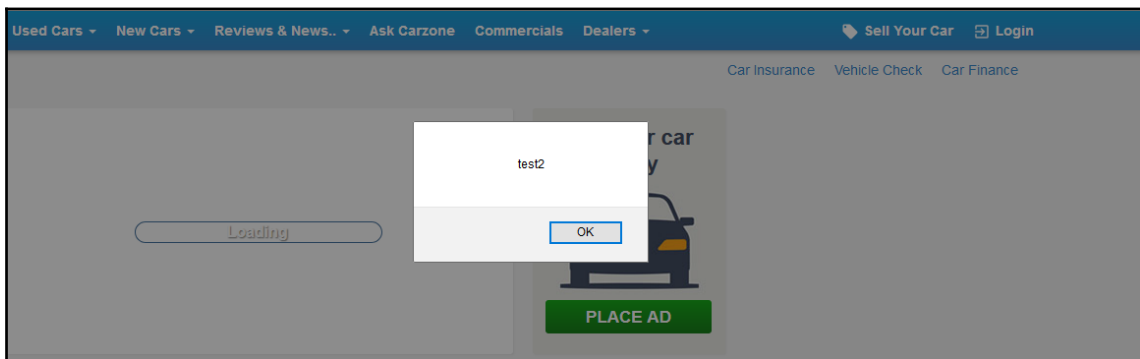 Used Cars New Cars Reviews & News.. Ask Carzone Commercials Dealers Sell Your Car Login
Car Insurance Vehicle Check Car Finance
r car
y
test2
Loading
OK
PLACE AD